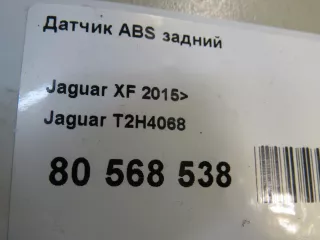 Датчик ABS задний
Jaguar XF 2015>
Jaguar T2H4068
80 568 538